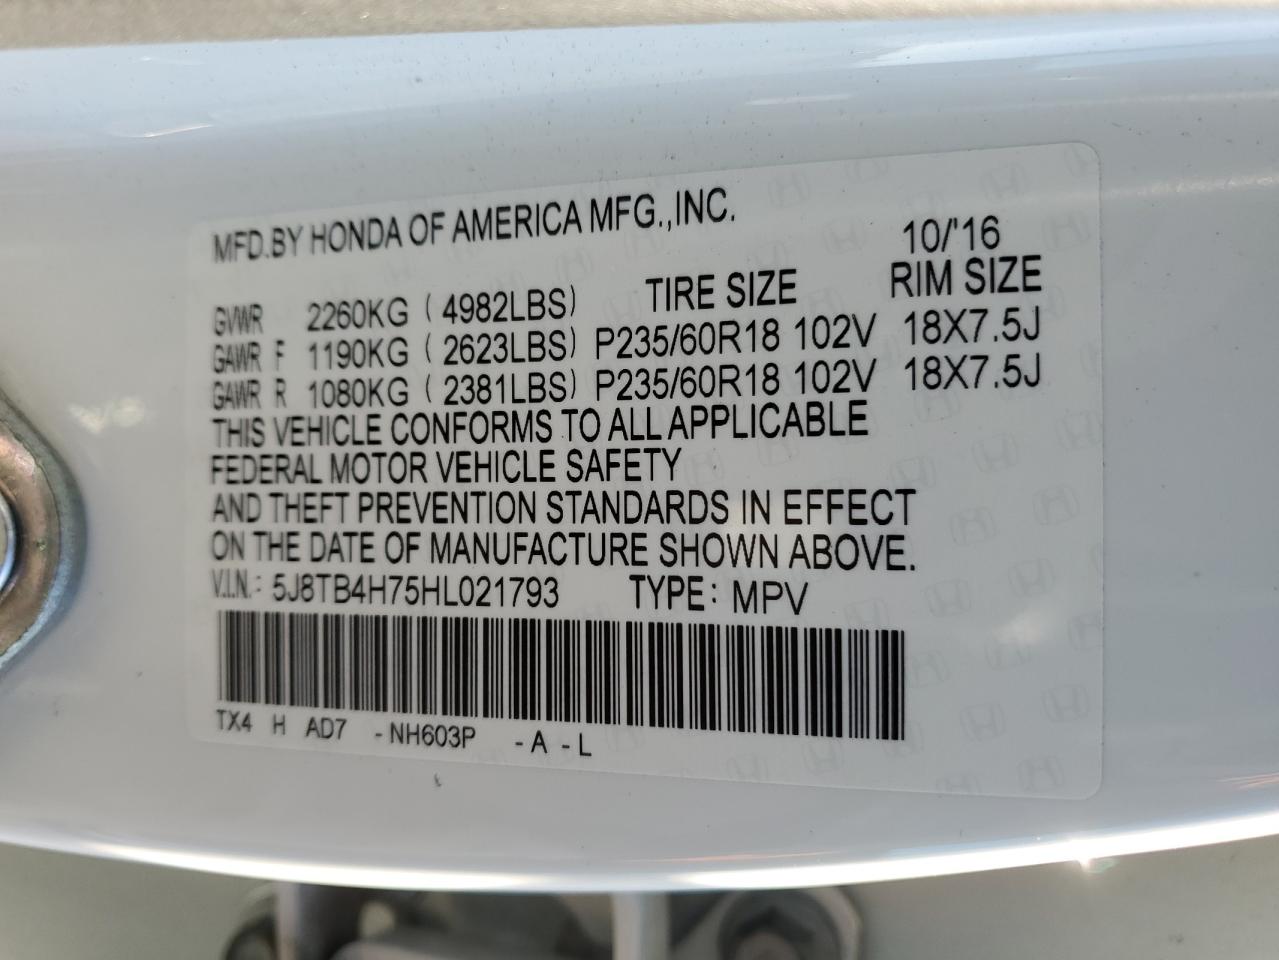 MFD.BY HONDA OF AMERICA MFG.,INC. 10/'16
GVWR 2260KG ( 4982LBS) TIRE SIZE RIM SIZE
GAWR F 1190KG ( 2623LBS) P235/60R18 102V 18X7.5J
GAWR R 1080KG ( 2381LBS) P235/60R18 102V 18X7.5J
THIS VEHICLE CONFORMS TO ALL APPLICABLE
FEDERAL MOTOR VEHICLE SAFETY
AND THEFT PREVENTION STANDARDS IN EFFECT
ON THE DATE OF MANUFACTURE SHOWN ABOVE.
V.I.N.: 5J8TB4H75HL021793 TYPE: MPV
TX4 H AD7 -NH603P -A -L